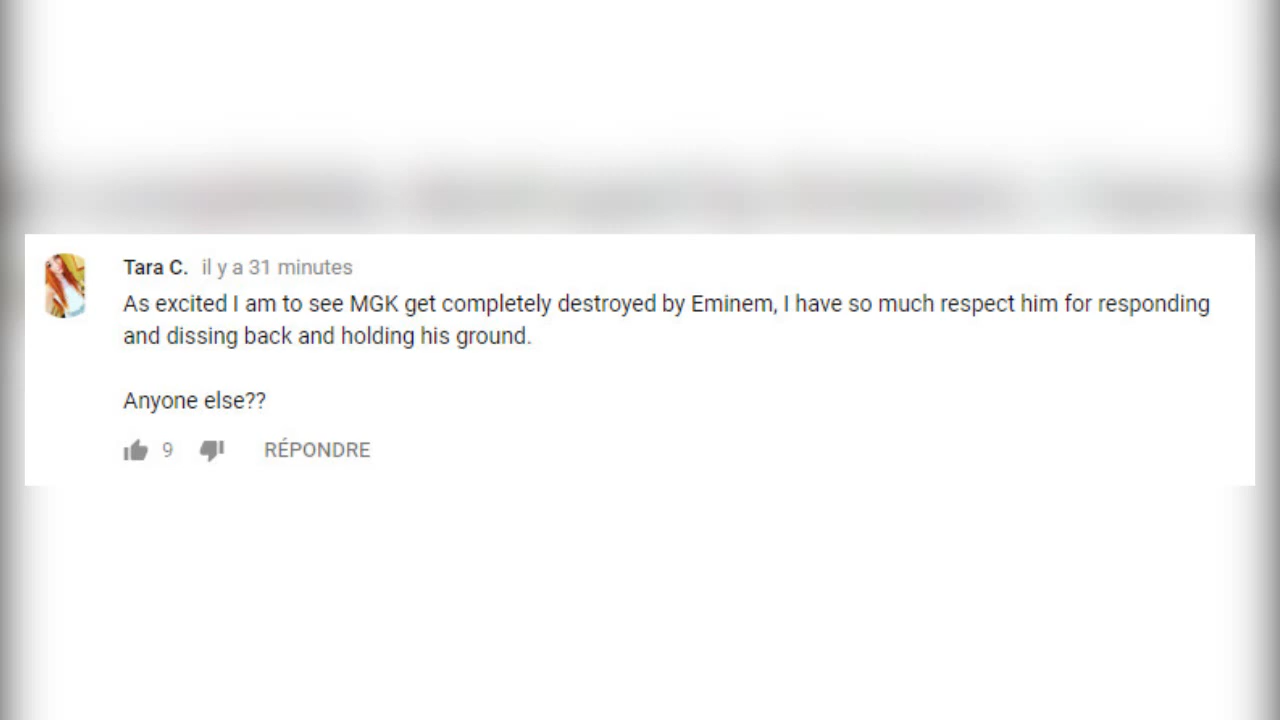 Tara C. il y a 31 minutes
As excited I am to see MGK get completely destroyed by Eminem, I have so much respect him for responding
and dissing back and holding his ground.
Anyone else??
9 RÉPONDRE